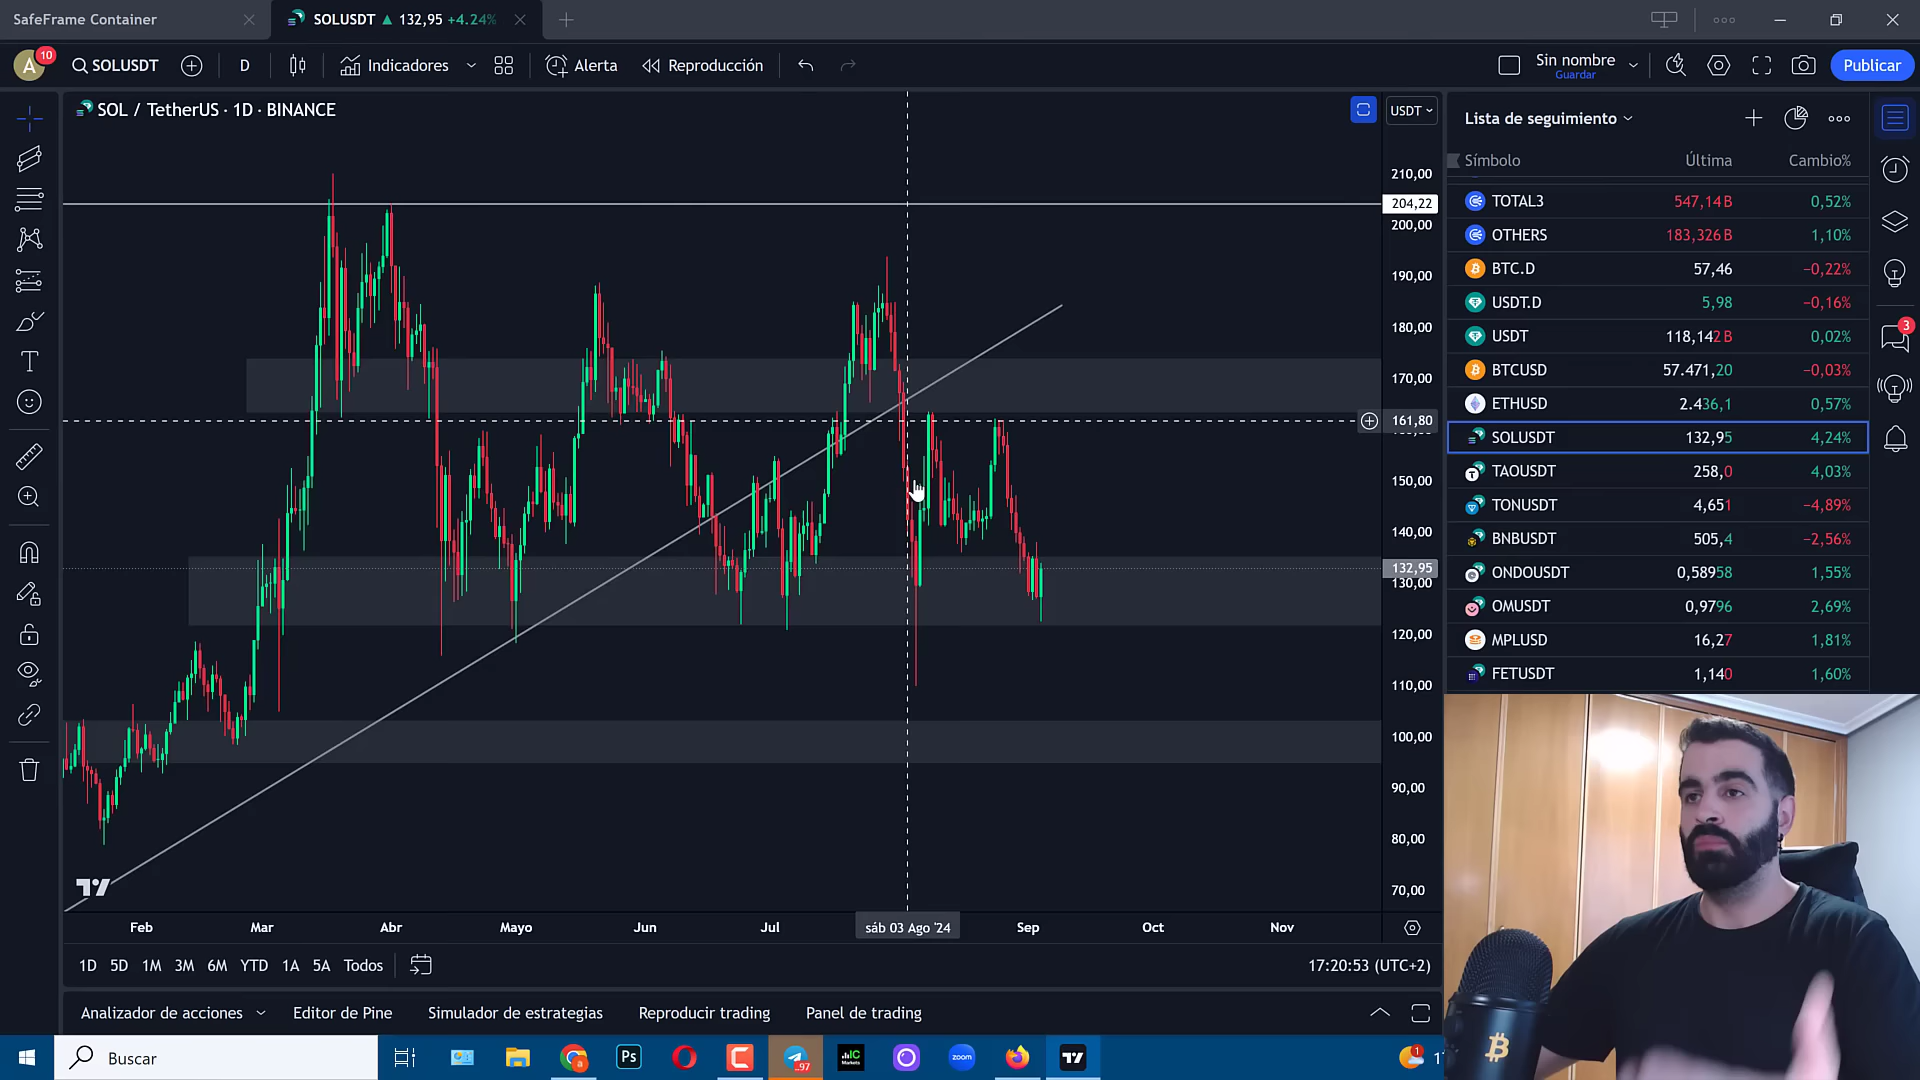 SafeFrame Container
SOLUSDT ▲ 132,95 +4.24%
A 10
SOLUSDT
D
Indicadores
Alerta
Reproducción
Sin nombre
Guardar
Publicar
SOL / TetherUS · 1D · BINANCE
USDT
210,00
204,22
200,00
190,00
180,00
170,00
161,80
150,00
140,00
132,95
130,00
120,00
110,00
100,00
90,00
80,00
70,00
Feb Mar Abr Mayo Jun Jul sáb 03 Ago '24 Sep Oct Nov
1D 5D 1M 3M 6M YTD 1A 5A Todos
17:20:53 (UTC+2)
Analizador de acciones Editor de Pine Simulador de estrategias Reproducir trading Panel de trading
Lista de seguimiento
Símbolo Última Cambio%
TOTAL3 547,14B 0,52%
OTHERS 183,326B 1,10%
BTC.D 57,46 −0,22%
USDT.D 5,98 −0,16%
USDT 118,142B 0,02%
BTCUSD 57.471,20 −0,03%
ETHUSD 2.436,1 0,57%
SOLUSDT 132,95 4,24%
TAOUSDT 258,0 4,03%
TONUSDT 4,651 −4,89%
BNBUSDT 505,4 −2,56%
ONDOUSDT 0,58958 1,55%
OMUSDT 0,9796 2,69%
MPLUSD 16,27 1,81%
FETUSDT 1,140 1,60%
3
Buscar
Ps
97
IC
Markets
zoom
1